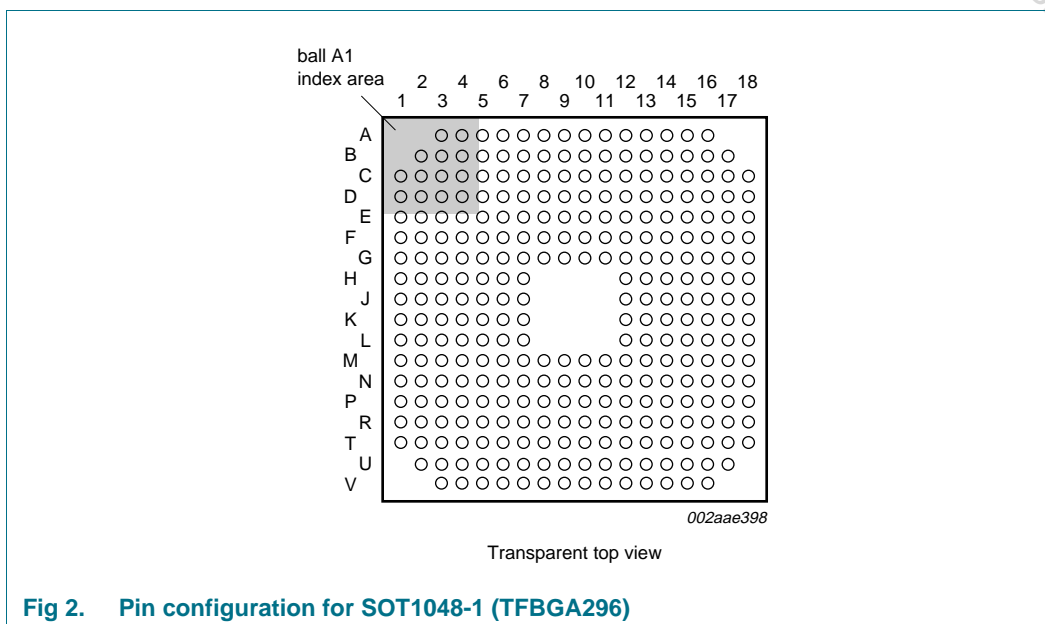 ball A1
index area
2 4 6 8 10 12 14 16 18
1 3 5 7 9 11 13 15 17
A
B
C
D
E
F
G
H
J
K
L
M
N
P
R
T
U
V
002aae398
Transparent top view
Fig 2. Pin configuration for SOT1048-1 (TFBGA296)